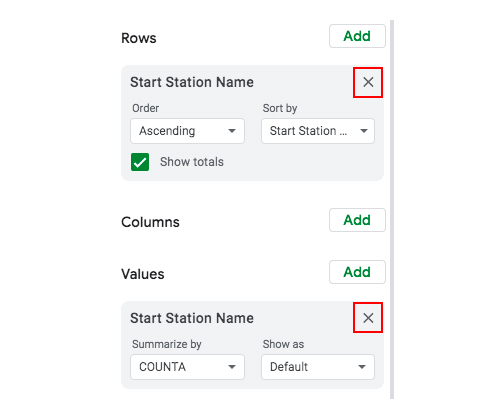 Rows Add
Start Station Name
Order Sort by
Ascending Start Station ...
Show totals
Columns Add
Values Add
Start Station Name
Summarize by Show as
COUNTA Default